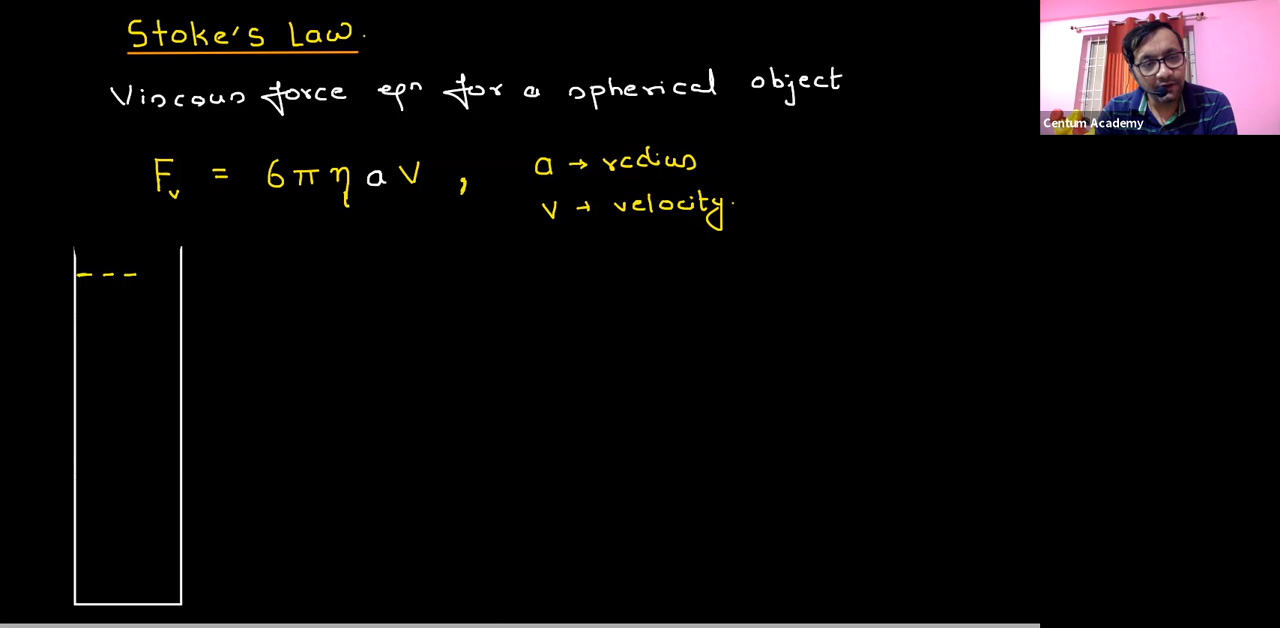 Stoke's Law.
Viscous force eqn for a spherical object
Fv = 6πηav, a → radius
v → velocity.
Centum Academy